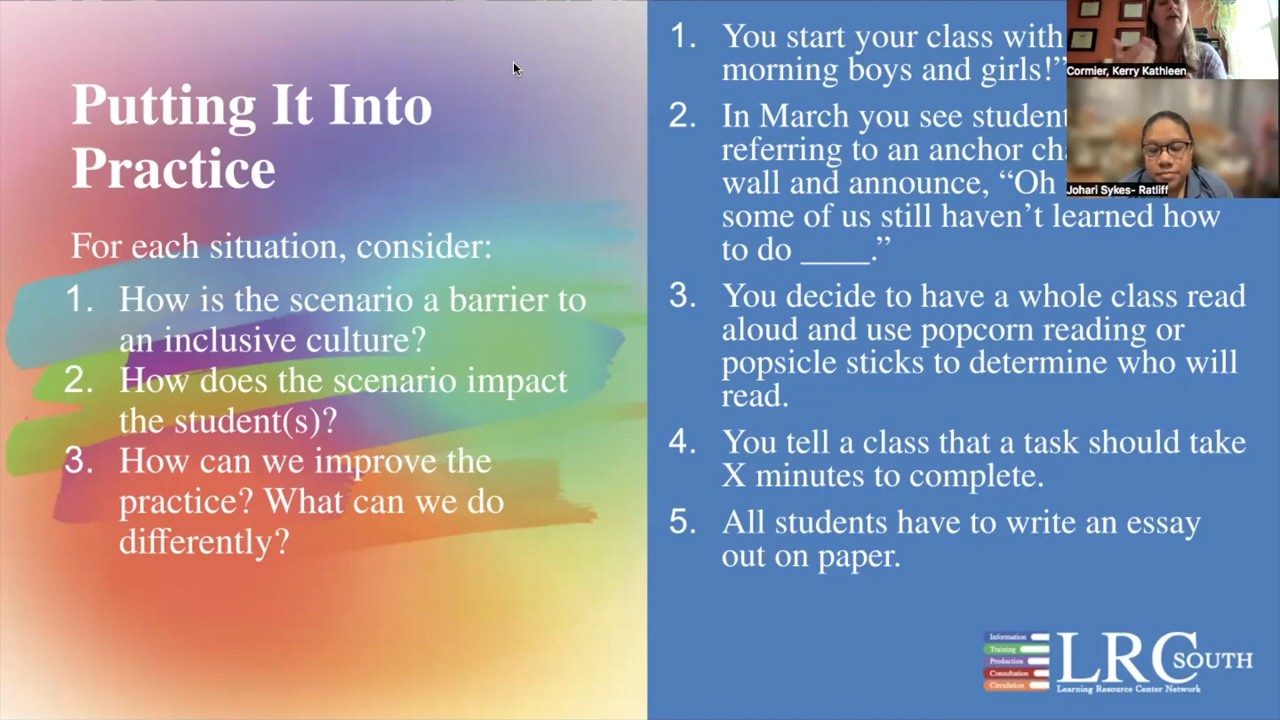 Putting It Into
Practice
For each situation, consider:
1. How is the scenario a barrier to
an inclusive culture?
2. How does the scenario impact
the student(s)?
3. How can we improve the
practice? What can we do
differently?
1. You start your class with
morning boys and girls!”
2. In March you see student
referring to an anchor cha
wall and announce, “Oh
some of us still haven’t learned how
to do ____.”
3. You decide to have a whole class read
aloud and use popcorn reading or
popsicle sticks to determine who will
read.
4. You tell a class that a task should take
X minutes to complete.
5. All students have to write an essay
out on paper.
Cormier, Kerry Kathleen
Johari Sykes- Ratliff
Information
Training
Production
Consultation
Circulation
LRC SOUTH
Learning Resource Center Network